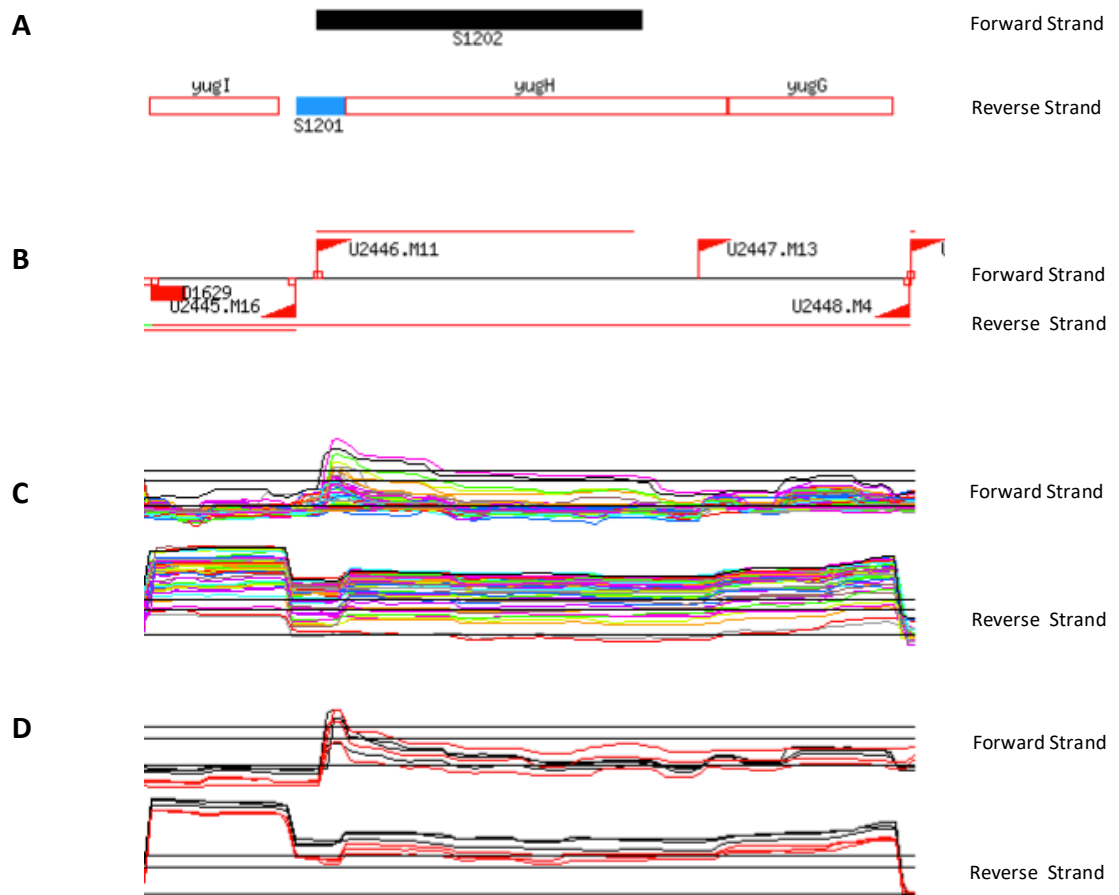 A
Forward Strand
S1202
yugI
yugH
yugG
Reverse Strand
S1201
B
U2446.M11
U2447.M13
Forward Strand
D1629
U2445.M16
U2448.M4
Reverse Strand
C
Forward Strand
Reverse Strand
D
Forward Strand
Reverse Strand